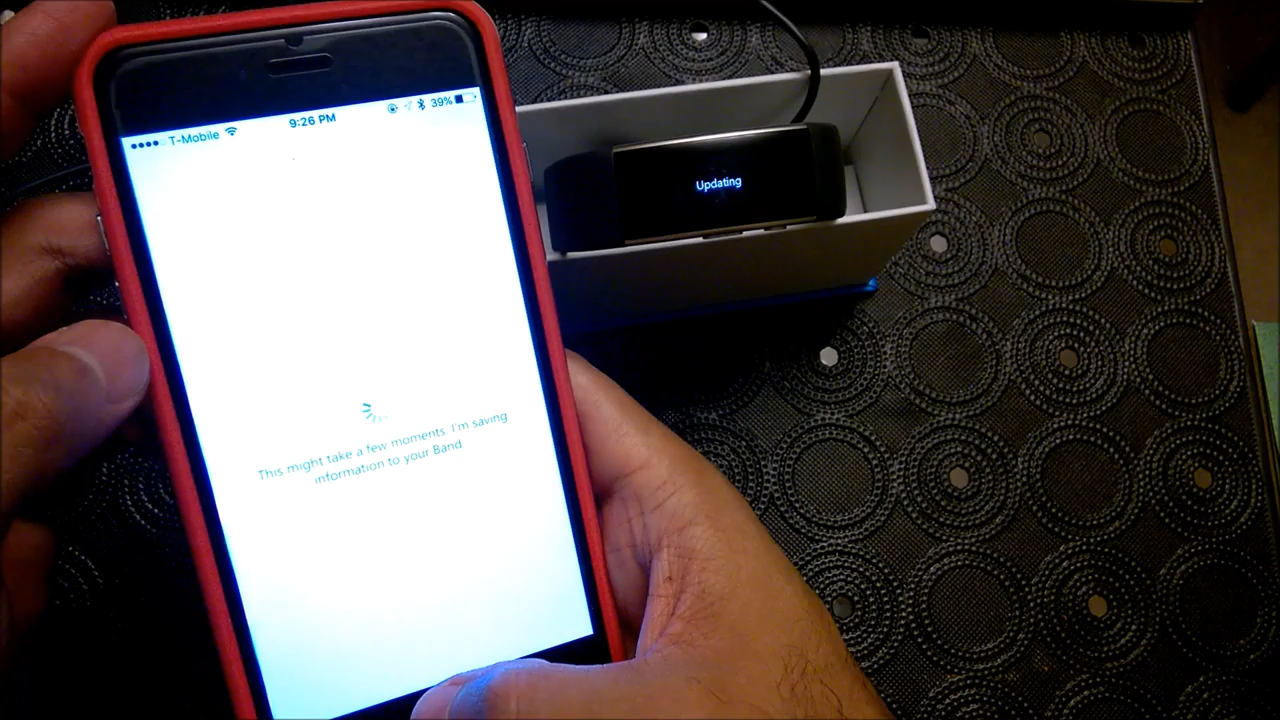 T-Mobile 9:26 PM 39%
Updating
This might take a few moments. I'm saving
information to your Band